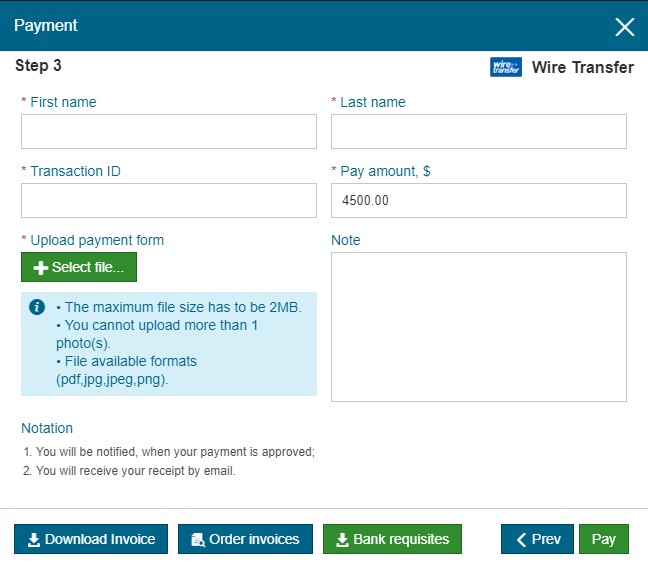 Payment
Step 3
wire transfer Wire Transfer
* First name
* Last name
* Transaction ID
* Pay amount, $
4500.00
* Upload payment form
Note
Select file...
• The maximum file size has to be 2MB.
• You cannot upload more than 1
photo(s).
• File available formats
(pdf,jpg,jpeg,png).
Notation
1. You will be notified, when your payment is approved;
2. You will receive your receipt by email.
Download Invoice
Order invoices
Bank requisites
Prev
Pay